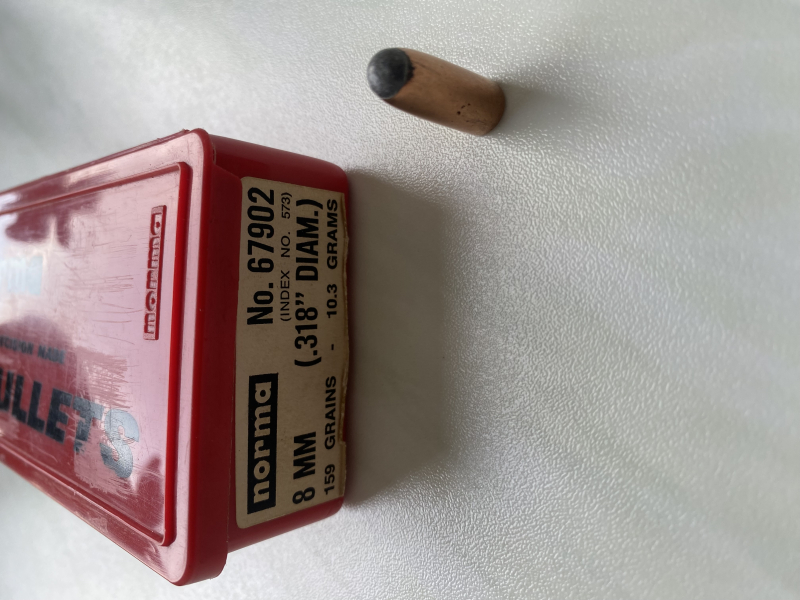 norma
No. 67902
(INDEX NO. 573)
8 MM (.318” DIAM.)
159 GRAINS - 10.3 GRAMS
norma